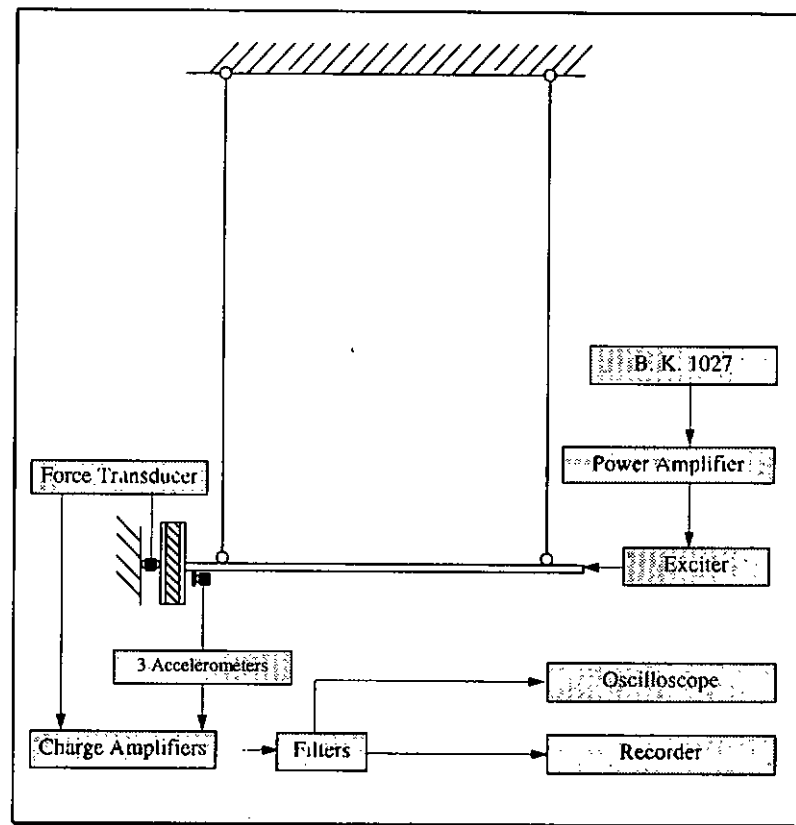 B. K. 1027
Power Amplifier
Force Transducer
Exciter
3 Accelerometers
Oscilloscope
Charge Amplifiers
Filters
Recorder